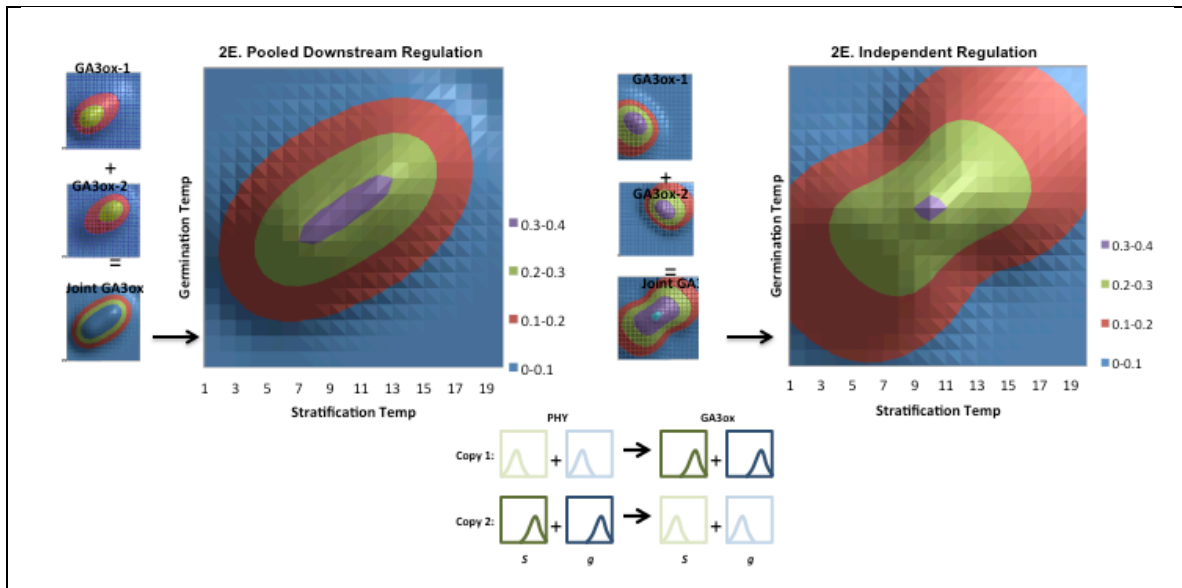 2E. Pooled Downstream Regulation
GA3ox-1
+
GA3ox-2
=
Joint GA3ox
Germination Temp
0.3-0.4
0.2-0.3
0.1-0.2
0-0.1
1 3 5 7 9 11 13 15 17 19
Stratification Temp
2E. Independent Regulation
GA3ox-1
+
GA3ox-2
=
Joint GA3
Germination Temp
0.3-0.4
0.2-0.3
0.1-0.2
0-0.1
1 3 5 7 9 11 13 15 17 19
Stratification Temp
PHY GA3ox
Copy 1: + +
Copy 2: + +
S g S g